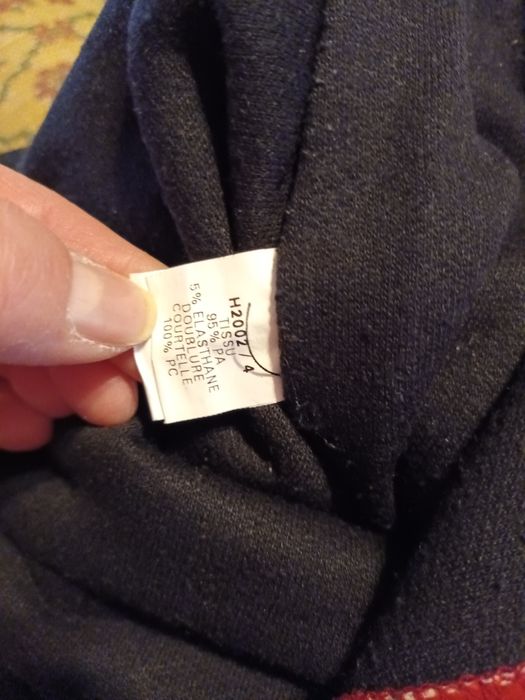 H2002/4
TISSU
95% PA
5% ELASTHANE
DOUBLURE
COURTELLE
100% PC